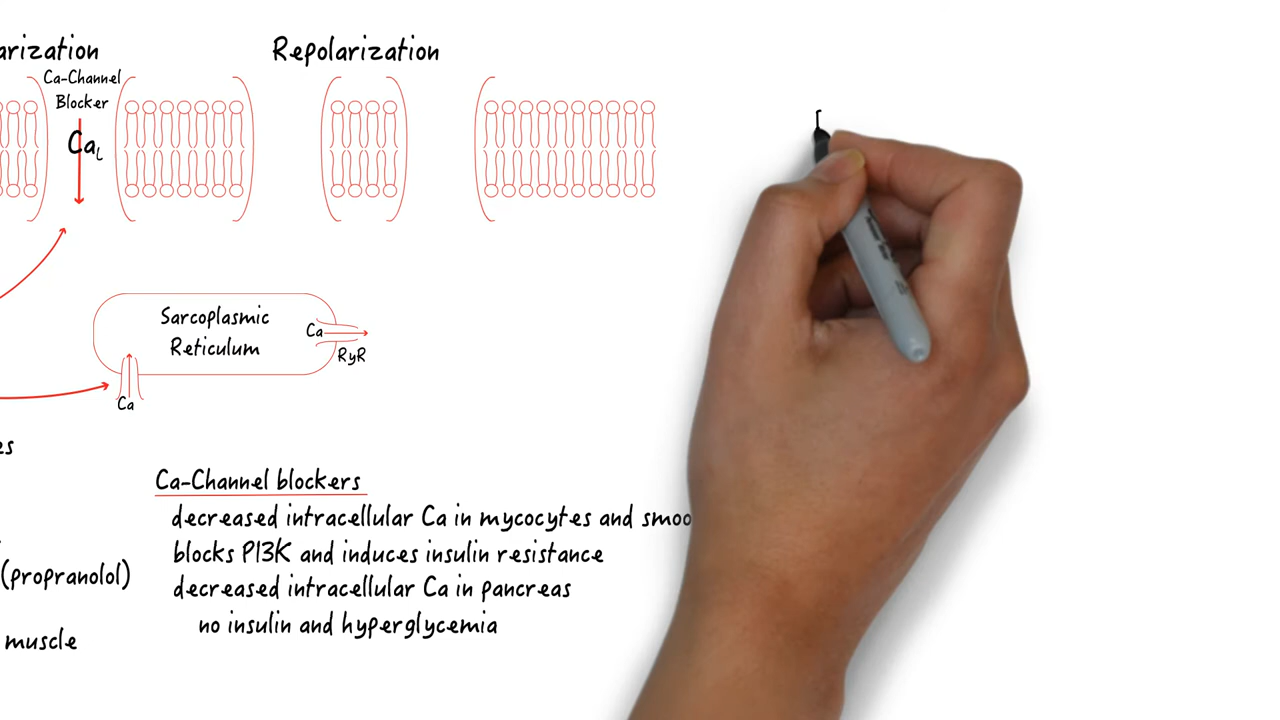 arization
Repolarization
Ca-Channel
Blocker
CaL
Sarcoplasmic
Reticulum
Ca
RyR
Ca
es
Ca-Channel blockers
decreased intracellular Ca in mycocytes and smoo
blocks PI3K and induces insulin resistance
(propranolol)
decreased intracellular Ca in pancreas
no insulin and hyperglycemia
muscle